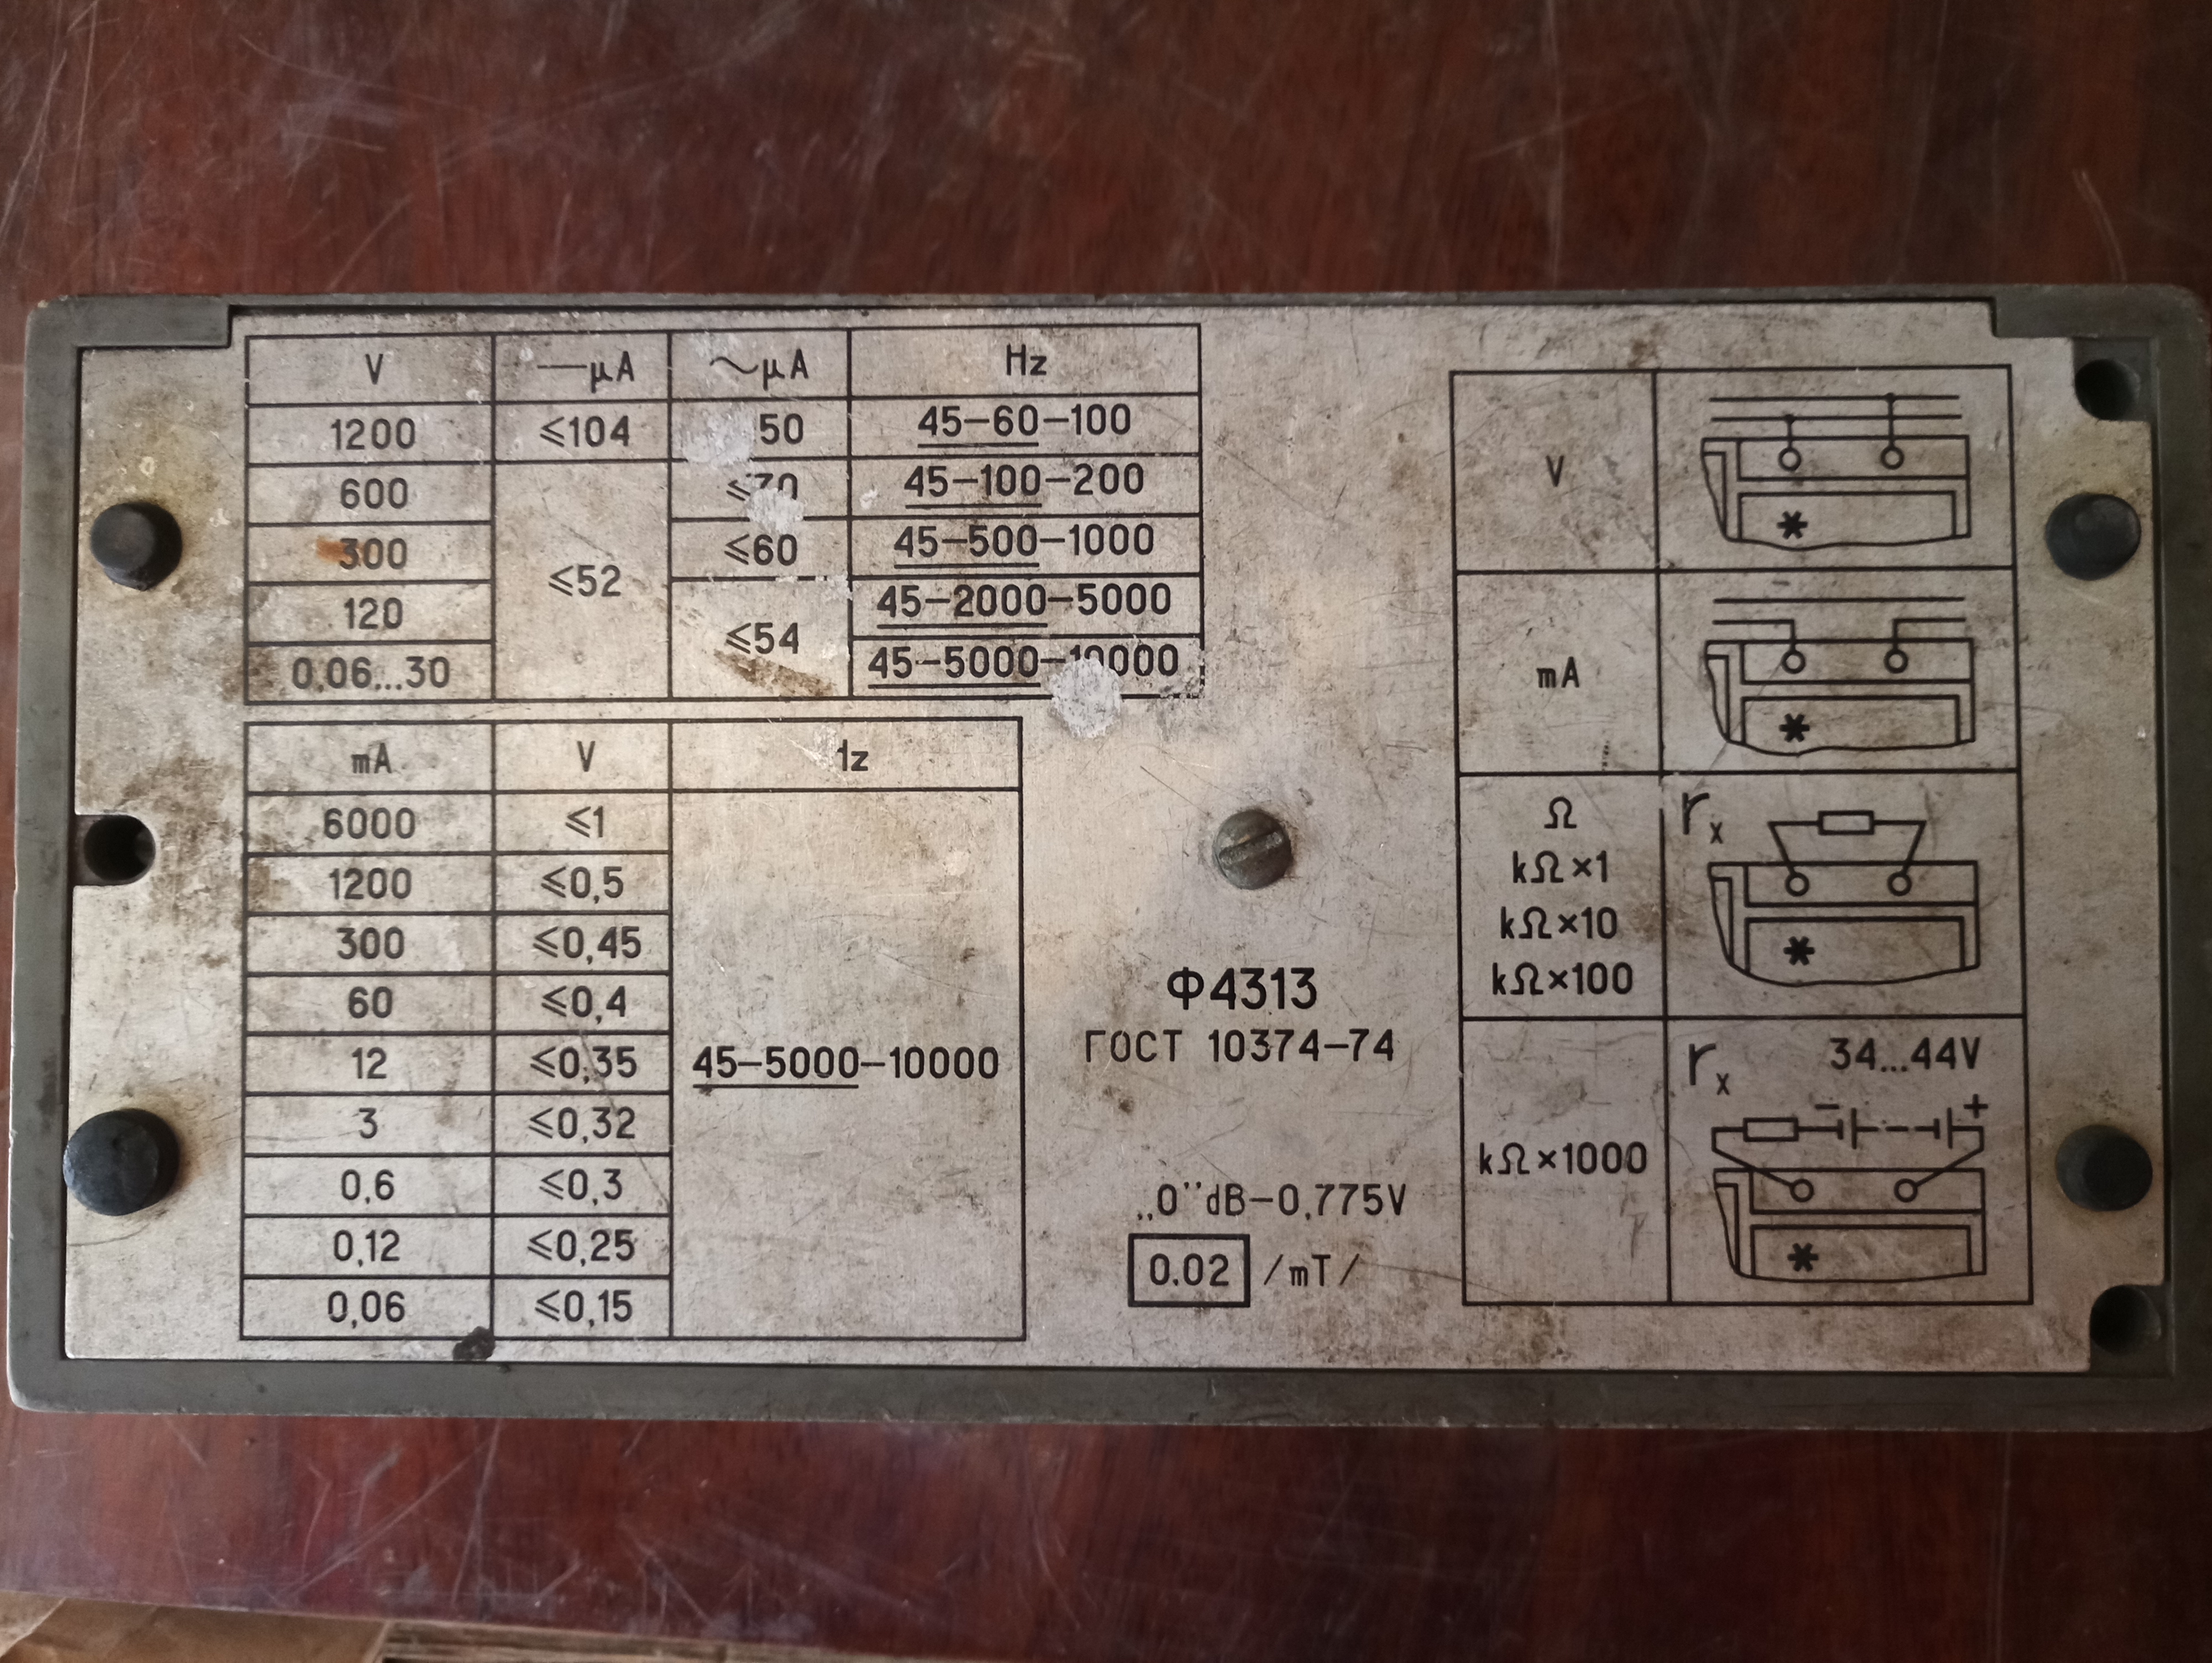 V —μA ~μA Hz
1200 ≤104 50 45–60–100
600 ≤52 ≤70 45–100–200
300 ≤60 45–500–1000
120 ≤54 45–2000–5000
0,06...30 45–5000–10000
mA V Hz
6000 ≤1 45–5000–10000
1200 ≤0,5
300 ≤0,45
60 ≤0,4
12 ≤0,35
3 ≤0,32
0,6 ≤0,3
0,12 ≤0,25
0,06 ≤0,15
Ф4313
ГОСТ 10374–74
„0” dB–0,775V
0.02 /mT/
V
*
mA
*
Ω
kΩ×1
kΩ×10
kΩ×100
rx
*
kΩ×1000
rx 34...44V
– +
*